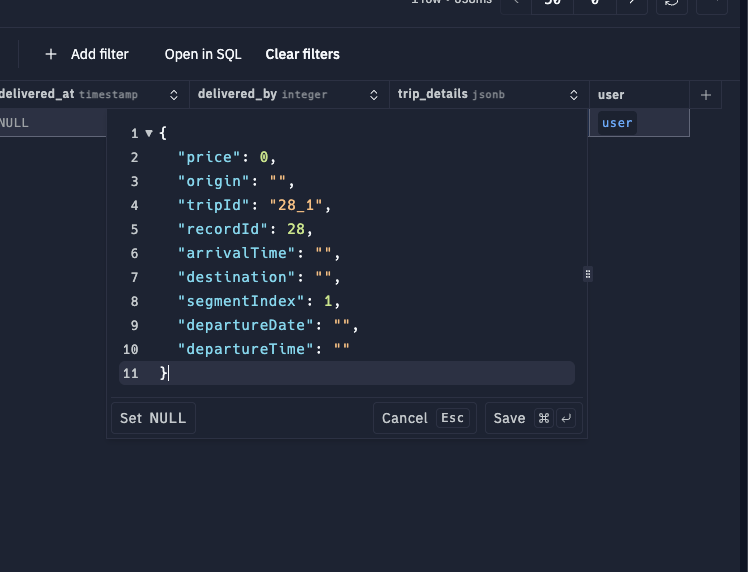 + Add filter Open in SQL Clear filters
delivered_at timestamp delivered_by integer trip_details jsonb user +
NULL user
1 {
2 "price": 0,
3 "origin": "",
4 "tripId": "28_1",
5 "recordId": 28,
6 "arrivalTime": "",
7 "destination": "",
8 "segmentIndex": 1,
9 "departureDate": "",
10 "departureTime": ""
11 }
Set NULL Cancel Esc Save ⌘ ↵